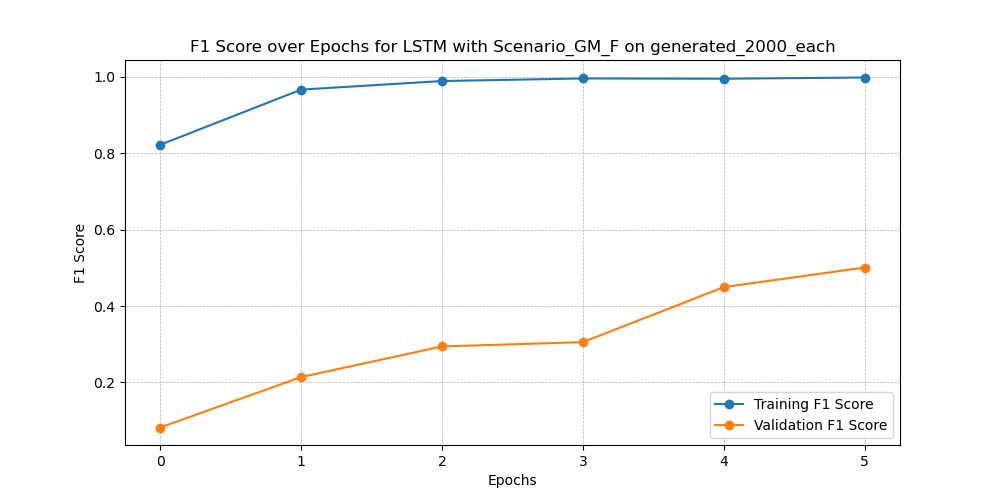 F1 Score over Epochs for LSTM with Scenario_GM_F on generated_2000_each
1.0
0.8
0.6
0.4
0.2
F1 Score
0 1 2 3 4 5
Epochs
Training F1 Score
Validation F1 Score